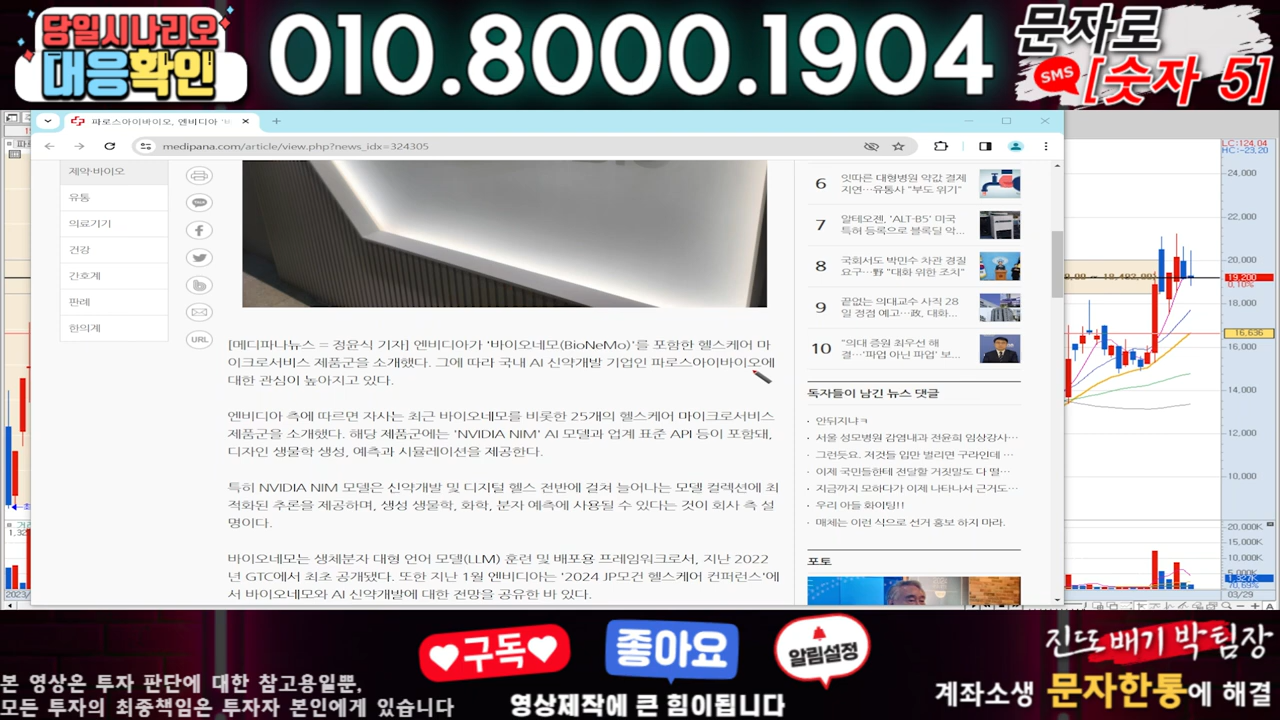 당일시나리오
대응확인
010.8000.1904
문자로
SMS
[숫자 5]
파로스아이바이오, 엔비디아
medipana.com/article/view.php?news_idx=324305
제약·바이오
유통
의료기기
건강
간호계
판례
한의계
URL
[메디파나뉴스 = 정윤식 기자] 엔비디아가 '바이오네모(BioNeMo)'를 포함한 헬스케어 마
이크로서비스 제품군을 소개했다. 그에 따라 국내 AI 신약개발 기업인 파로스아이바이오에
대한 관심이 높아지고 있다.
엔비디아 측에 따르면 자사는 최근 바이오네모를 비롯한 25개의 헬스케어 마이크로서비스
제품군을 소개했다. 해당 제품군에는 'NVIDIA NIM' AI 모델과 업계 표준 API 등이 포함돼,
디자인 생물학 생성, 예측과 시뮬레이션을 제공한다.
특히 NVIDIA NIM 모델은 신약개발 및 디지털 헬스 전반에 걸쳐 늘어나는 모델 컬렉션에 최
적화된 추론을 제공하며, 생성 생물학, 화학, 분자 예측에 사용될 수 있다는 것이 회사 측 설
명이다.
바이오네모는 생체분자 대형 언어 모델(LLM) 훈련 및 배포용 프레임워크로서, 지난 2022
년 GTC에서 최초 공개됐다. 또한 지난 1월 엔비디아는 '2024 JP모건 헬스케어 컨퍼런스'에
서 바이오네모와 AI 신약개발에 대한 전망을 공유한 바 있다.
6 잇따른 대형병원 약값 결제
지연…유통사 "부도 위기"
7 알테오젠, 'ALT-B5' 미국
특허 등록으로 블록딜 악…
8 국회서도 박민수 차관 경질
요구…野 "대화 위한 조치"
9 끝없는 의대교수 사직 28
일 정점 예고…政, 대화…
10 "의대 증원 최우선 해
결…'파업 아닌 파업' 보…
독자들이 남긴 뉴스 댓글
· 안뒤지냐ㅋ
· 서울 성모병원 감염내과 전윤희 임상강사…
· 그런듯요. 저것들 입만 벌리면 구라인데 …
· 이제 국민들한테 전달할 거짓말도 다 떨…
· 지금까지 모하다가 이제 나타나서 근거도…
· 우리 아들 화이팅!!
· 매체는 이런 식으로 선거 홍보 하지 마라.
포토
LC:124.04
HC:-23.20
24,000
22,000
20,000
19,200
0.10%
18,000
16,636
16,000
14,000
12,000
10,000
20,000K
15,000K
10,000K
5,000K
1,327K
70.69%
03/29
2023/
구독
좋아요
알림설정
영상제작에 큰 힘이됩니다
본 영상은 투자 판단에 대한 참고용일뿐,
모든 투자의 최종책임은 투자자 본인에게 있습니다
진또배기 박팀장
계좌소생 문자한통에 해결